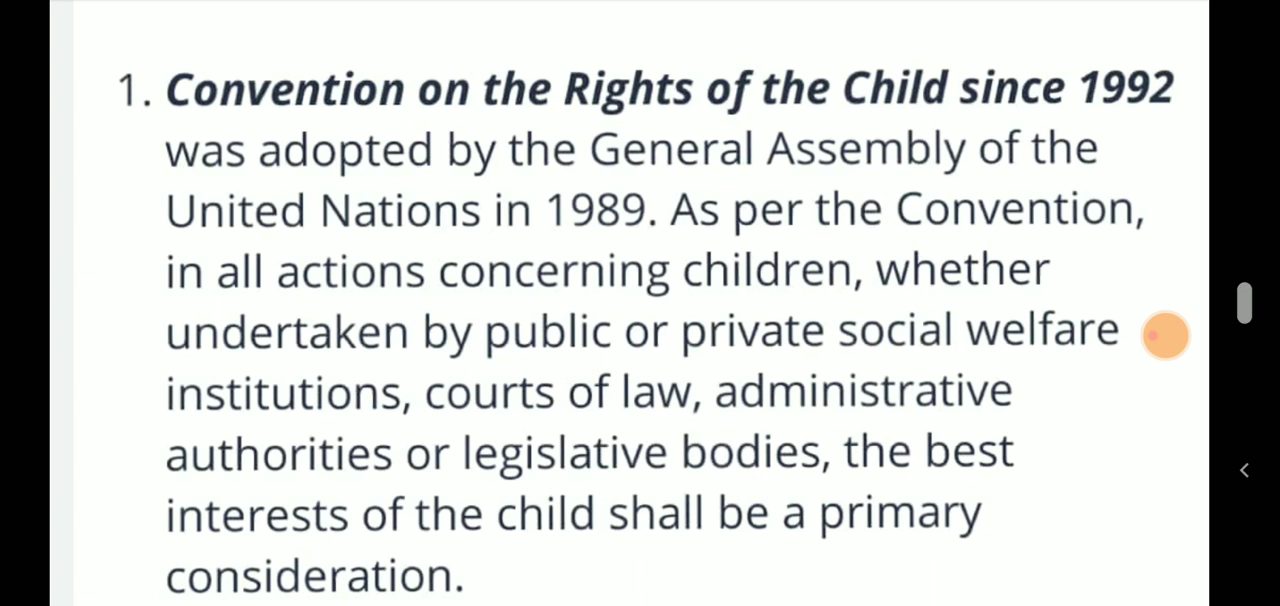 1. Convention on the Rights of the Child since 1992
was adopted by the General Assembly of the
United Nations in 1989. As per the Convention,
in all actions concerning children, whether
undertaken by public or private social welfare
institutions, courts of law, administrative
authorities or legislative bodies, the best
interests of the child shall be a primary
consideration.